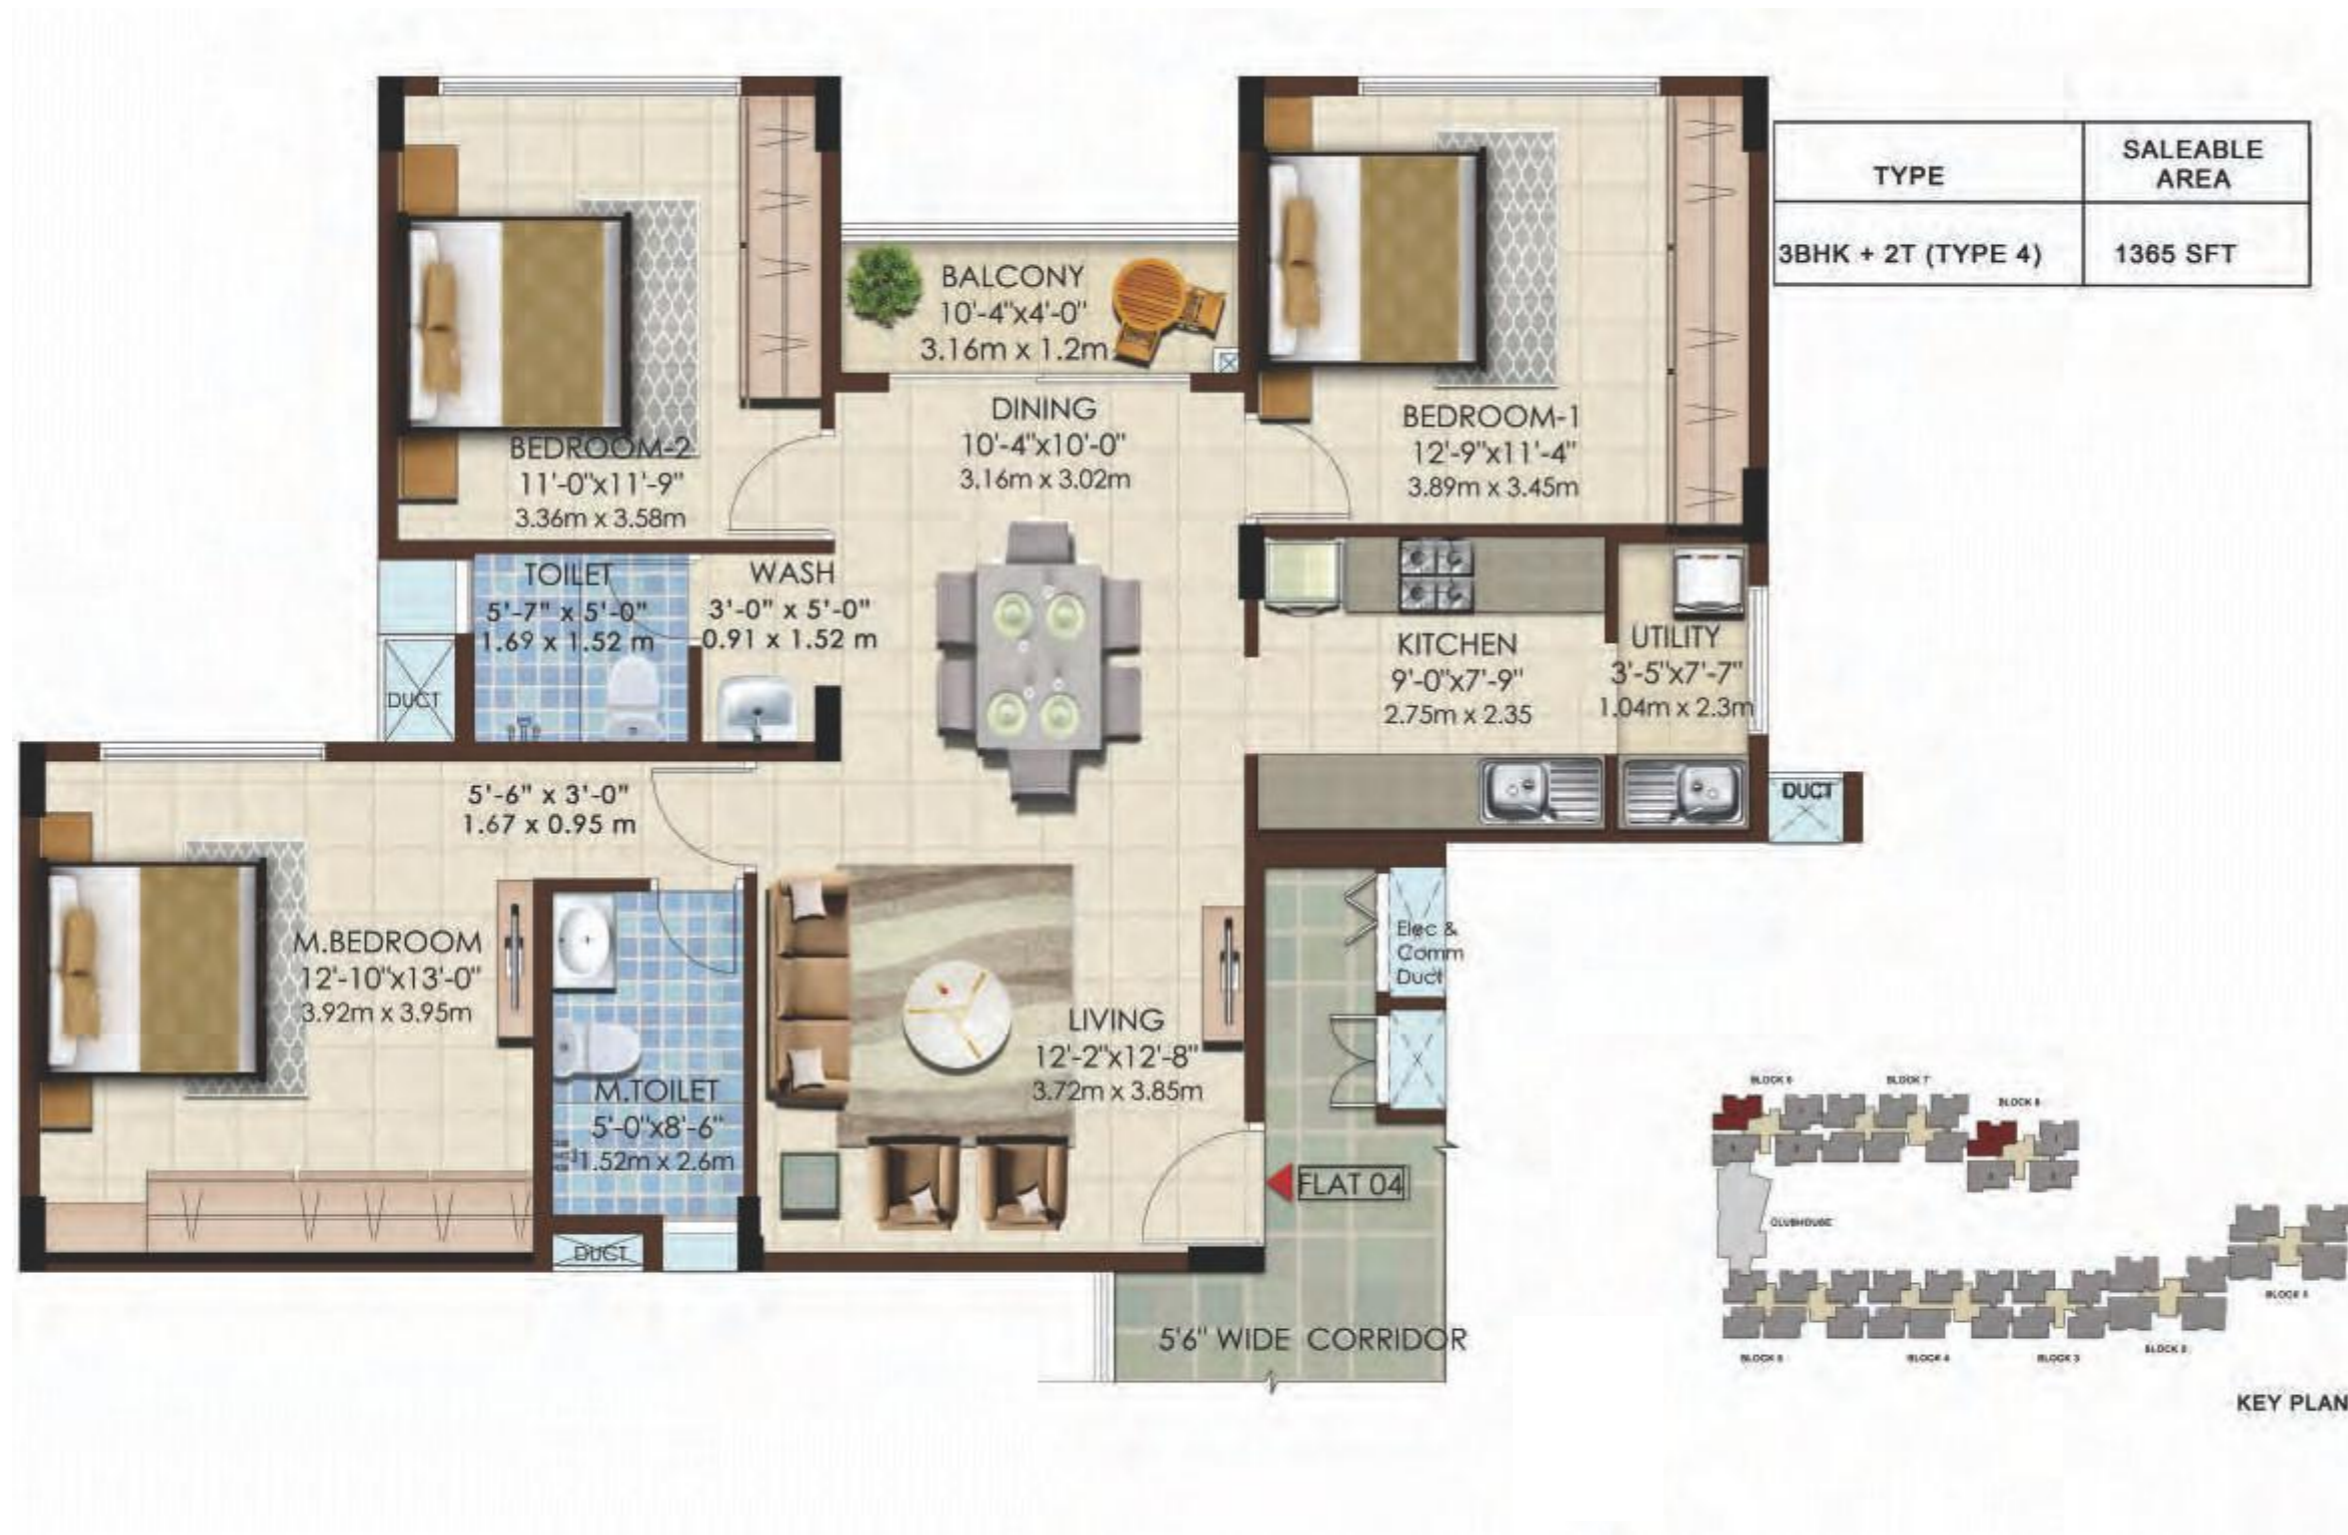 TYPE
SALEABLE
AREA
3BHK + 2T (TYPE 4)
1365 SFT
BALCONY
10'-4"x4'-0"
3.16m x 1.2m
DINING
10'-4"x10'-0"
3.16m x 3.02m
BEDROOM-1
12'-9"x11'-4"
3.89m x 3.45m
BEDROOM-2
11'-0"x11'-9"
3.36m x 3.58m
TOILET
5'-7" x 5'-0"
1.69 x 1.52 m
WASH
3'-0" x 5'-0"
0.91 x 1.52 m
DUCT
KITCHEN
9'-0"x7'-9"
2.75m x 2.35
UTILITY
3'-5"x7'-7"
1.04m x 2.3m
DUCT
5'-6" x 3'-0"
1.67 x 0.95 m
M.BEDROOM
12'-10"x13'-0"
3.92m x 3.95m
M.TOILET
5'-0"x8'-6"
1.52m x 2.6m
DUCT
LIVING
12'-2"x12'-8"
3.72m x 3.85m
Elec &
Comm
Duct
FLAT 04
5'6" WIDE CORRIDOR
BLOCK 7
CLUBHOUSE
BLOCK 4
BLOCK 3
KEY PLAN